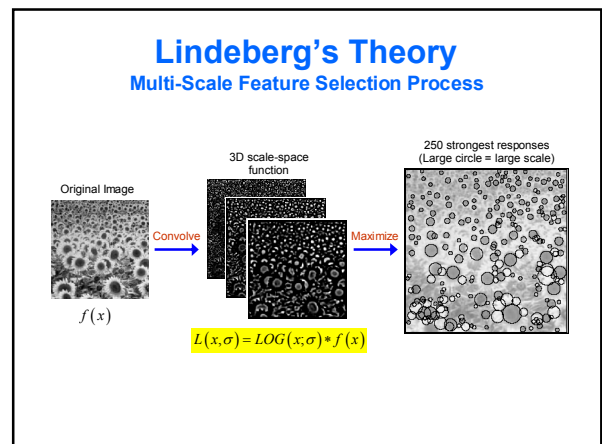 Lindeberg's Theory
Multi-Scale Feature Selection Process
Original Image
f(x)
Convolve
3D scale-space
function
L(x,σ) = LOG(x;σ) * f(x)
Maximize
250 strongest responses
(Large circle = large scale)